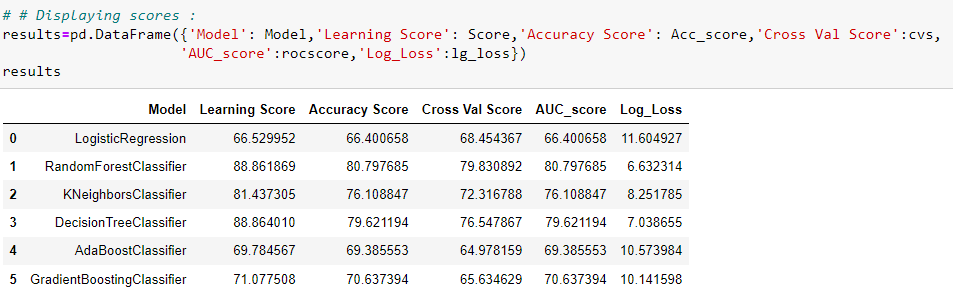 # # Displaying scores :
results=pd.DataFrame({'Model': Model,'Learning Score': Score,'Accuracy Score': Acc_score,'Cross Val Score':cvs,
'AUC_score':rocscore,'Log_Loss':lg_loss})
results
Model Learning Score Accuracy Score Cross Val Score AUC_score Log_Loss
0 LogisticRegression 66.529952 66.400658 68.454367 66.400658 11.604927
1 RandomForestClassifier 88.861869 80.797685 79.830892 80.797685 6.632314
2 KNeighborsClassifier 81.437305 76.108847 72.316788 76.108847 8.251785
3 DecisionTreeClassifier 88.864010 79.621194 76.547867 79.621194 7.038655
4 AdaBoostClassifier 69.784567 69.385553 64.978159 69.385553 10.573984
5 GradientBoostingClassifier 71.077508 70.637394 65.634629 70.637394 10.141598